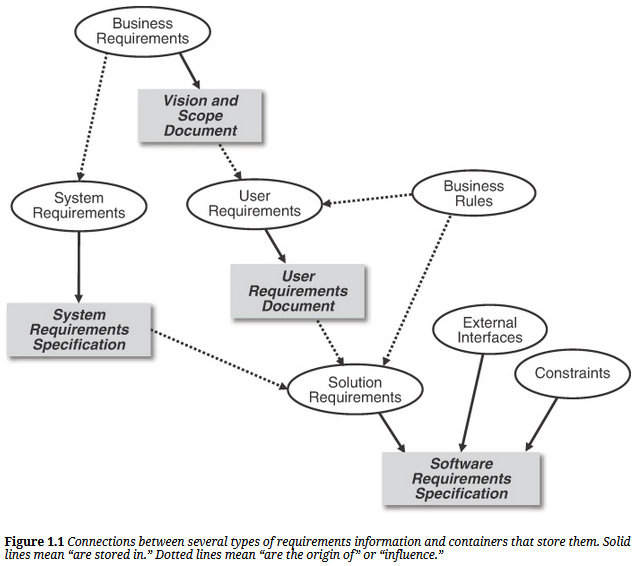 Business
Requirements
Vision and
Scope
Document
System
Requirements
User
Requirements
Business
Rules
System
Requirements
Specification
User
Requirements
Document
External
Interfaces
Solution
Requirements
Constraints
Software
Requirements
Specification
Figure 1.1 Connections between several types of requirements information and containers that store them. Solid
lines mean “are stored in.” Dotted lines mean “are the origin of” or “influence.”